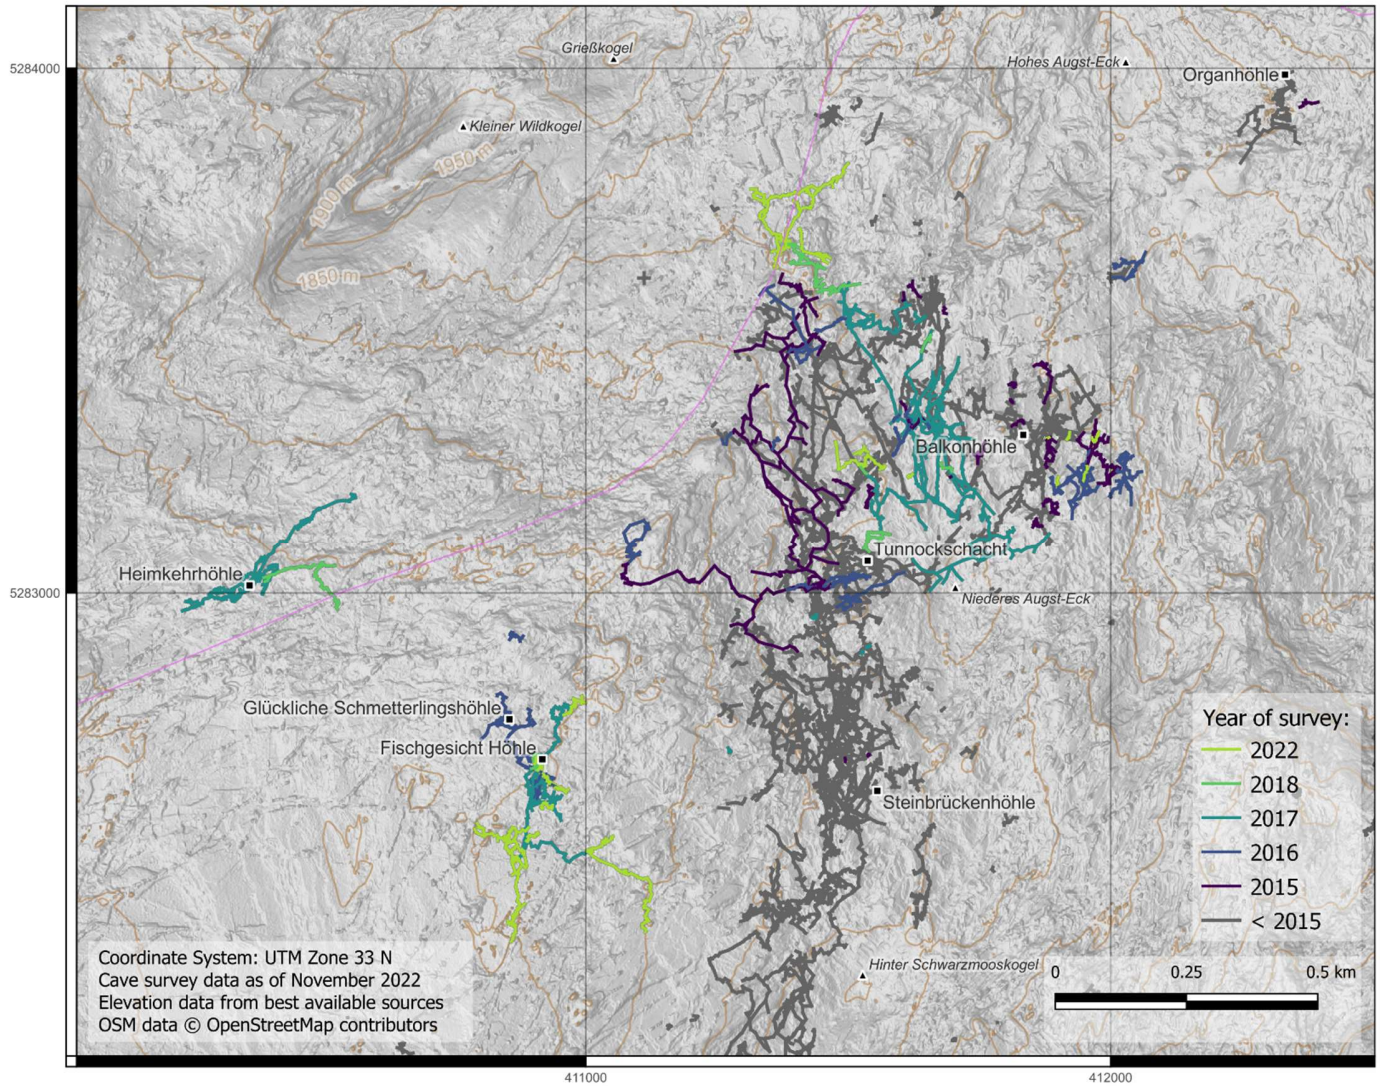 Grießkogel
5284000
Hohes Augst-Eck
Organhöhle
Kleiner Wildkogel
1950 m
1900 m
1850 m
Balkonhöhle
Tunnockschacht
Heimkehrhöhle
5283000
Niederes Augst-Eck
Glückliche Schmetterlingshöhle
Fischgesicht Höhle
Steinbrückenhöhle
Year of survey:
2022
2018
2017
2016
2015
< 2015
Hinter Schwarzmooskogel
0 0.25 0.5 km
Coordinate System: UTM Zone 33 N
Cave survey data as of November 2022
Elevation data from best available sources
OSM data © OpenStreetMap contributors
411000
412000